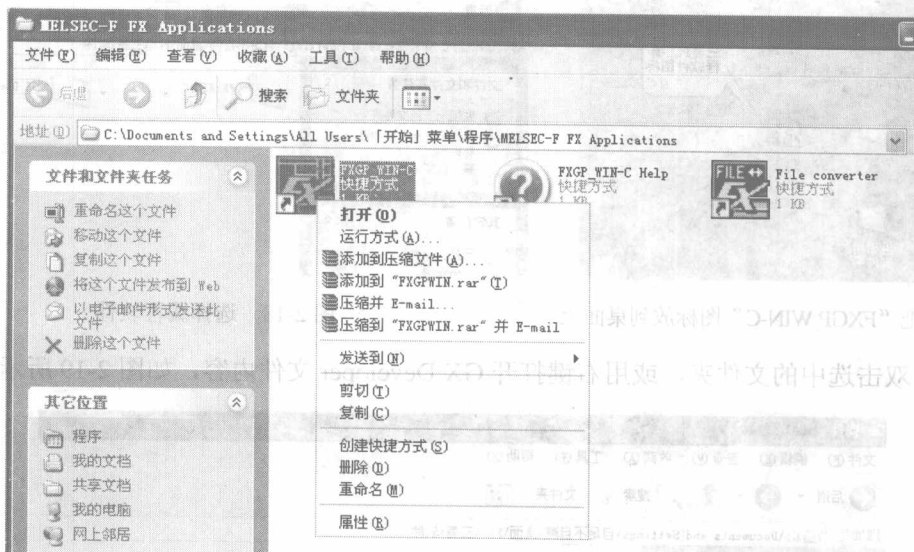 MELSEC-F FX Applications
文件(F) 编辑(E) 查看(V) 收藏(A) 工具(T) 帮助(H)
后退 搜索 文件夹
地址(D) C:\Documents and Settings\All Users\「开始」菜单\程序\MELSEC-F FX Applications
文件和文件夹任务
重命名这个文件
移动这个文件
复制这个文件
将这个文件发布到 Web
以电子邮件形式发送此
文件
删除这个文件
其它位置
程序
我的文档
共享文档
我的电脑
网上邻居
FXGP_WIN-C
快捷方式
1 KB
FXGP_WIN-C Help
快捷方式
1 KB
FILE
File converter
快捷方式
1 KB
打开(O)
运行方式(A)...
添加到压缩文件(A)...
添加到 "FXGPWIN.rar"(T)
压缩并 E-mail...
压缩到 "FXGPWIN.rar" 并 E-mail
发送到(N)
剪切(T)
复制(C)
创建快捷方式(S)
删除(D)
重命名(M)
属性(R)